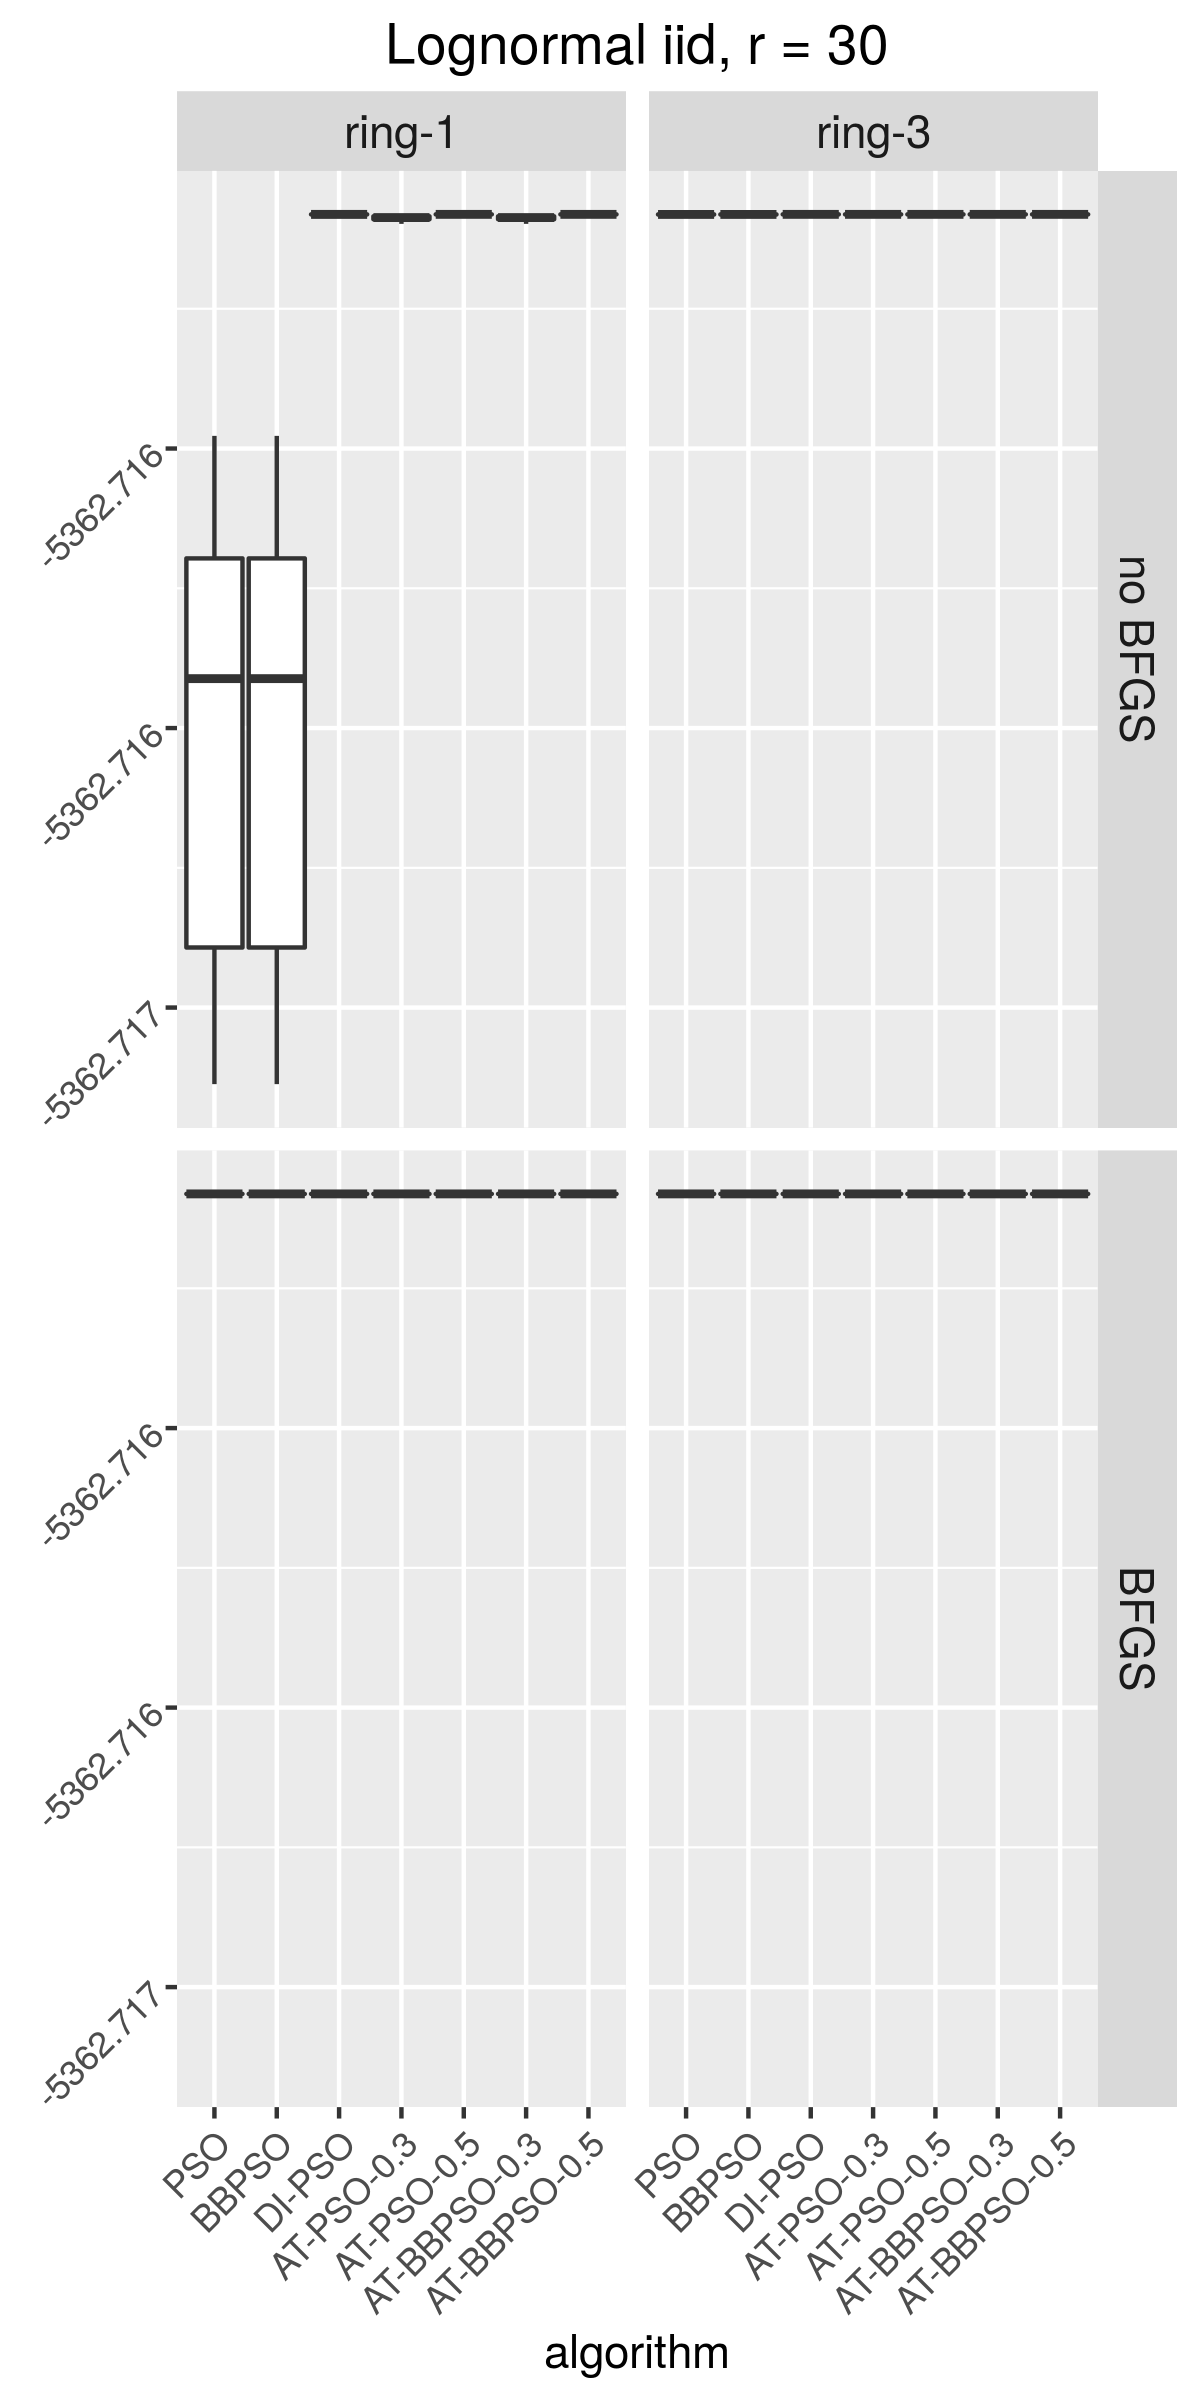 Lognormal iid, r = 30
ring-1
ring-3
-5362.716
-5362.716
-5362.717
no BFGS
-5362.716
-5362.716
-5362.717
BFGS
PSO
BBPSO
DI-PSO
AT-PSO-0.3
AT-PSO-0.5
AT-BBPSO-0.3
AT-BBPSO-0.5
PSO
BBPSO
DI-PSO
AT-PSO-0.3
AT-PSO-0.5
AT-BBPSO-0.3
AT-BBPSO-0.5
algorithm